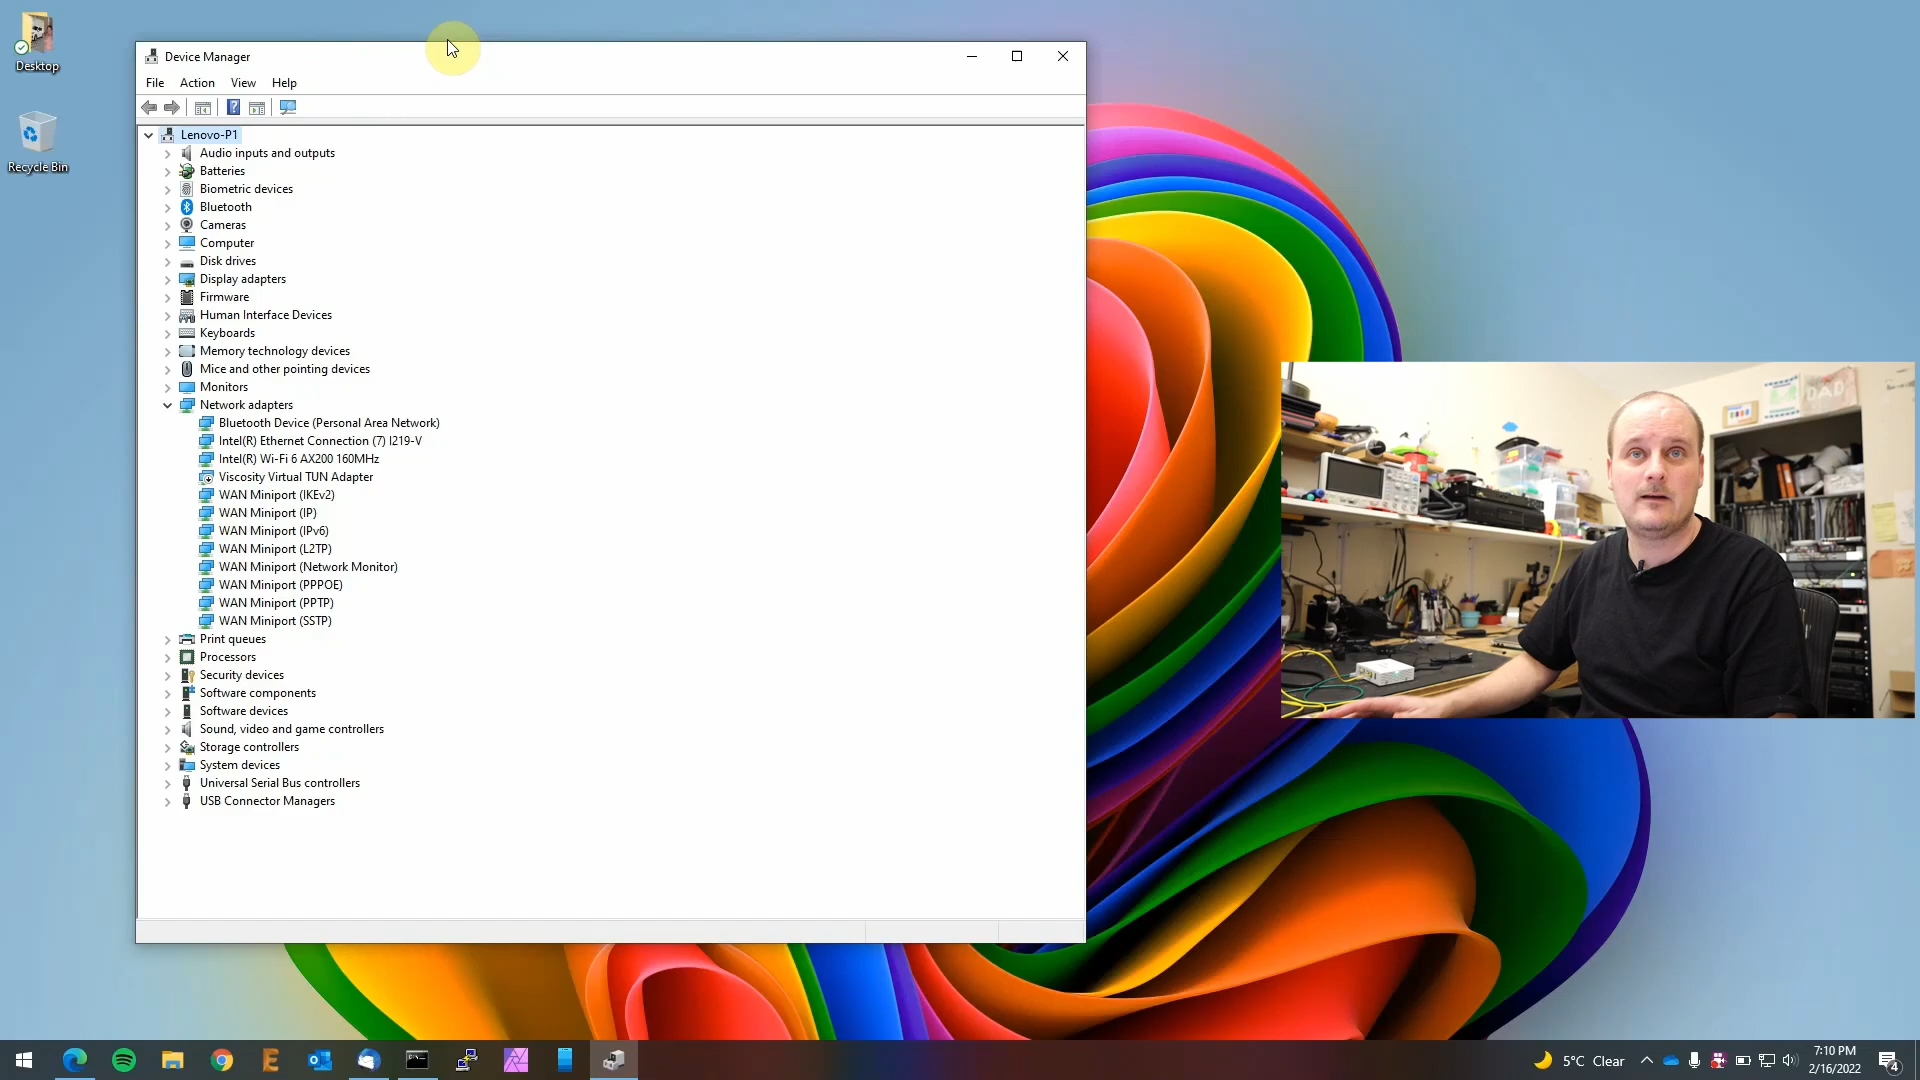 Desktop
Recycle Bin
Device Manager
File Action View Help
Lenovo-P1
Audio inputs and outputs
Batteries
Biometric devices
Bluetooth
Cameras
Computer
Disk drives
Display adapters
Firmware
Human Interface Devices
Keyboards
Memory technology devices
Mice and other pointing devices
Monitors
Network adapters
Bluetooth Device (Personal Area Network)
Intel(R) Ethernet Connection (7) I219-V
Intel(R) Wi-Fi 6 AX200 160MHz
Viscosity Virtual TUN Adapter
WAN Miniport (IKEv2)
WAN Miniport (IP)
WAN Miniport (IPv6)
WAN Miniport (L2TP)
WAN Miniport (Network Monitor)
WAN Miniport (PPPOE)
WAN Miniport (PPTP)
WAN Miniport (SSTP)
Print queues
Processors
Security devices
Software components
Software devices
Sound, video and game controllers
Storage controllers
System devices
Universal Serial Bus controllers
USB Connector Managers
DAD
5°C Clear
7:10 PM
2/16/2022
4